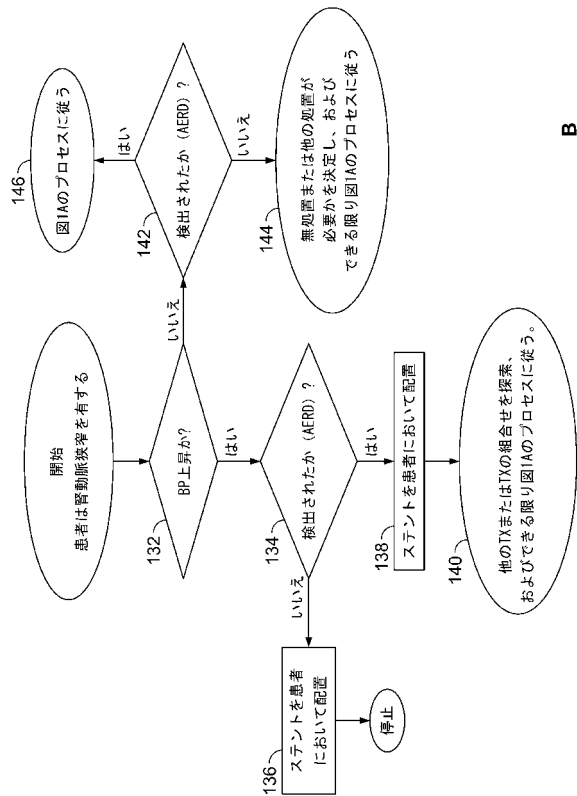 開始
患者は腎動脈狭窄を有する
132
BP上昇か?
いいえ
はい
142
検出されたか (AERD) ?
はい
いいえ
146
図1Aのプロセスに従う
144
無処置または他の処置が
必要かを決定し、および
できる限り図1Aのプロセスに従う
134
検出されたか (AERD) ?
いいえ
はい
136
ステントを患者
において配置
停止
138
ステントを患者において配置
140
他のTXまたはTXの組合せを探索、
およびできる限り図1Aのプロセスに従う。
B